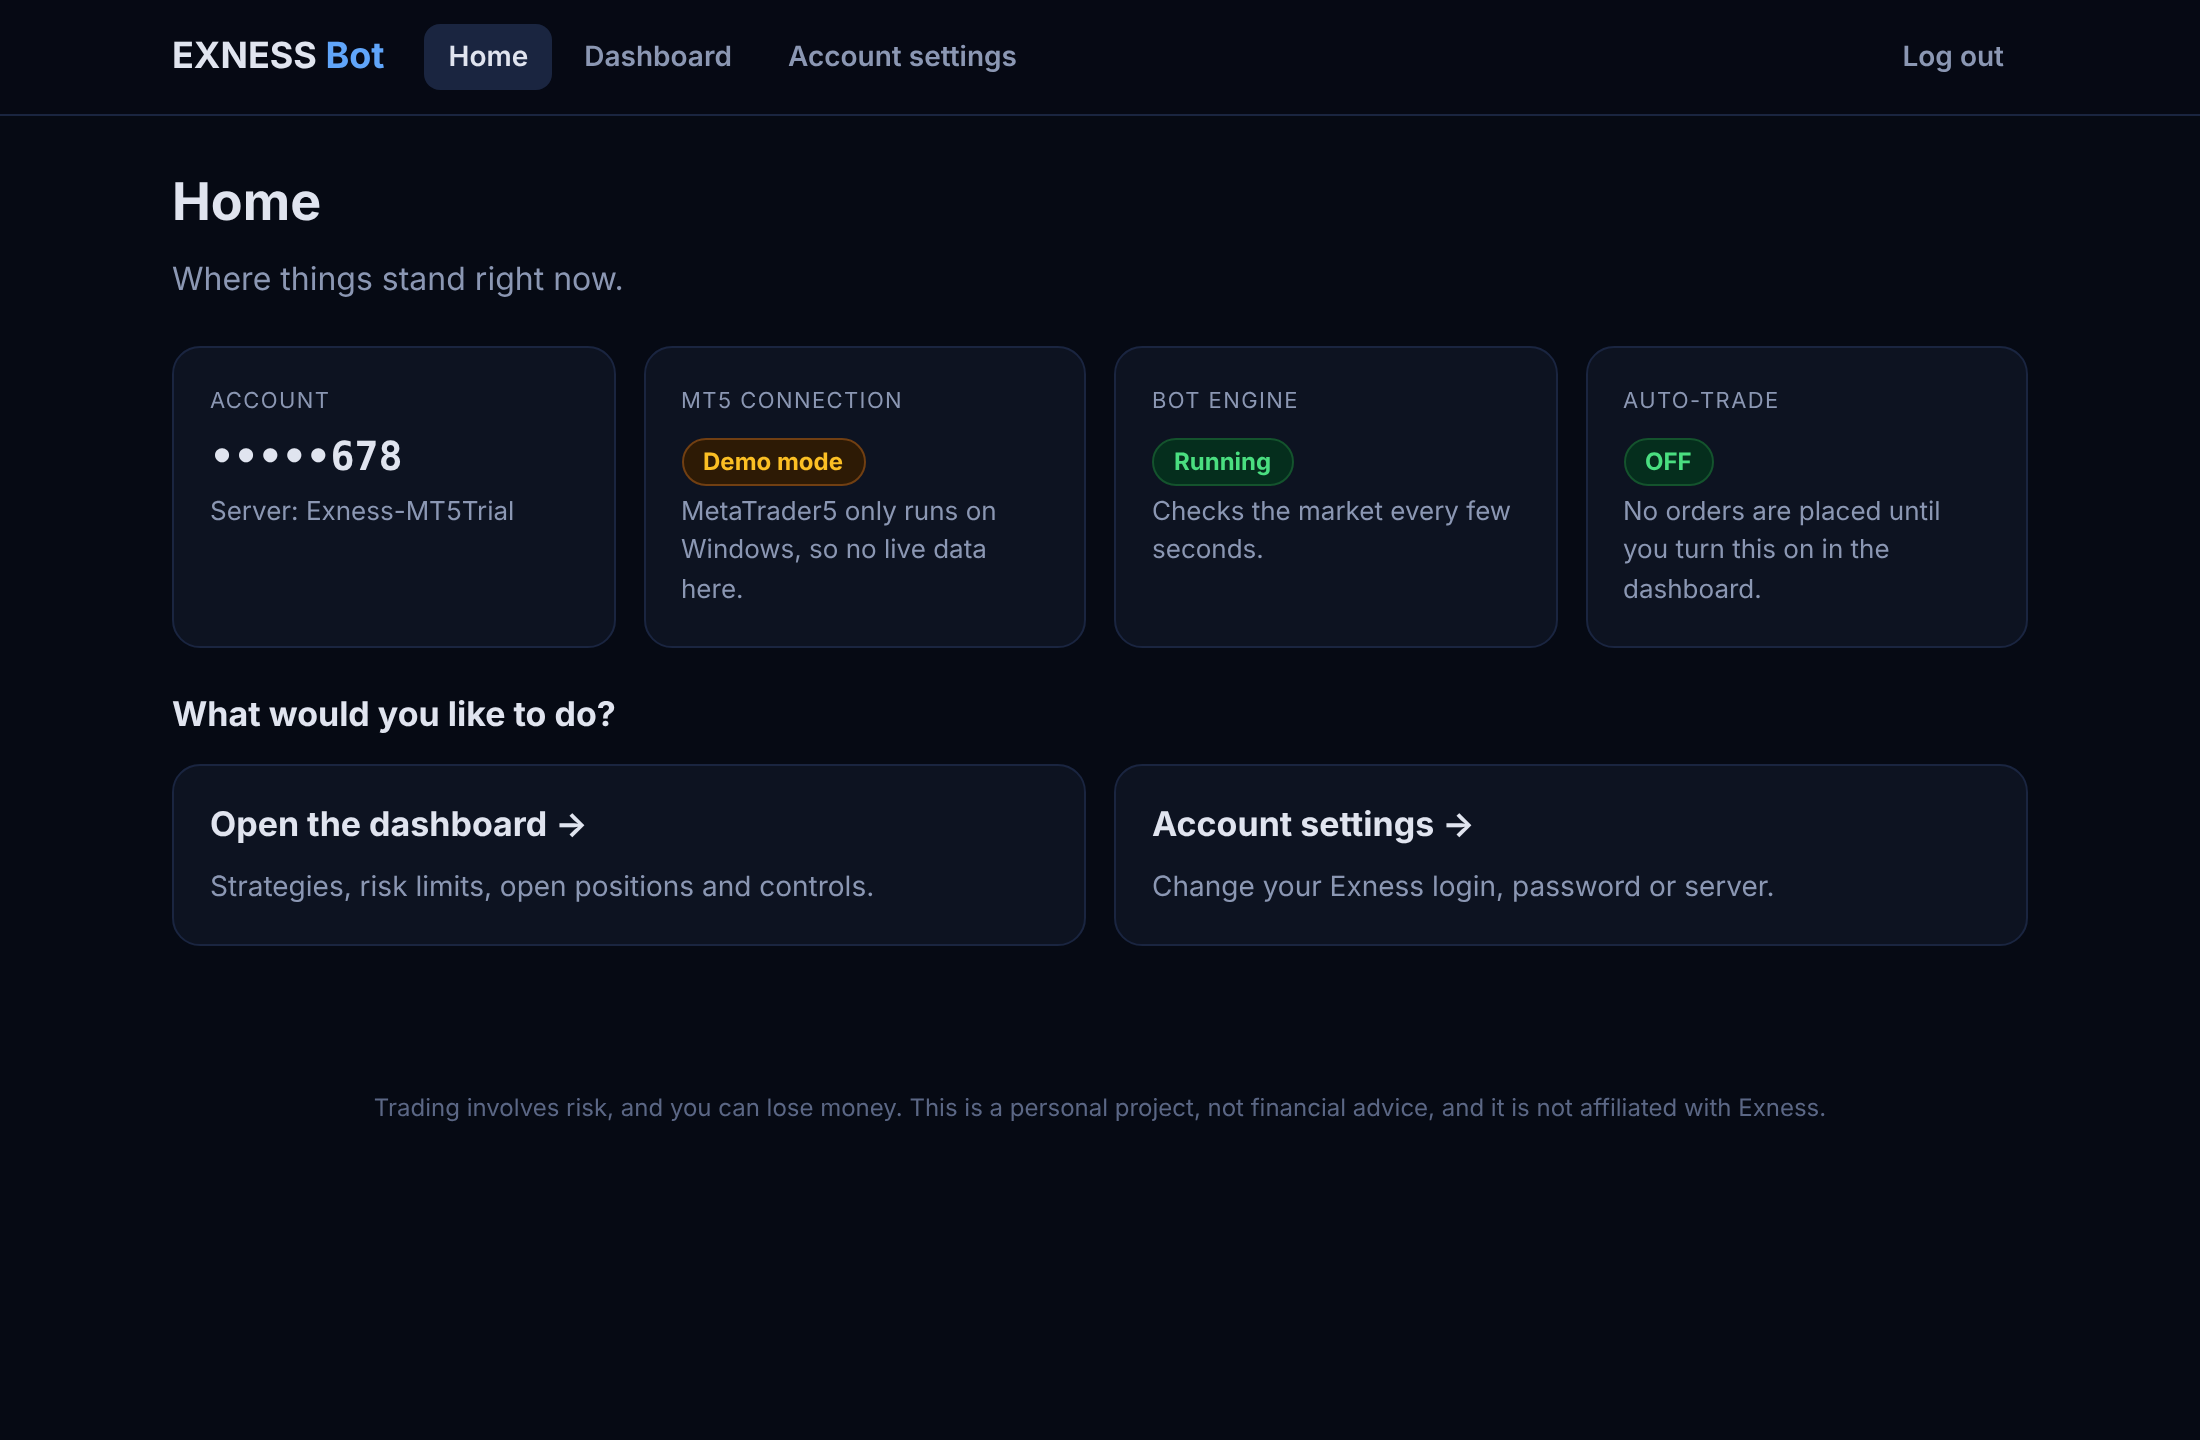 EXNESS Bot Home Dashboard Account settings Log out
Home
Where things stand right now.
ACCOUNT
•••••678
Server: Exness-MT5Trial
MT5 CONNECTION
Demo mode
MetaTrader5 only runs on
Windows, so no live data
here.
BOT ENGINE
Running
Checks the market every few
seconds.
AUTO-TRADE
OFF
No orders are placed until
you turn this on in the
dashboard.
What would you like to do?
Open the dashboard →
Strategies, risk limits, open positions and controls.
Account settings →
Change your Exness login, password or server.
Trading involves risk, and you can lose money. This is a personal project, not financial advice, and it is not affiliated with Exness.